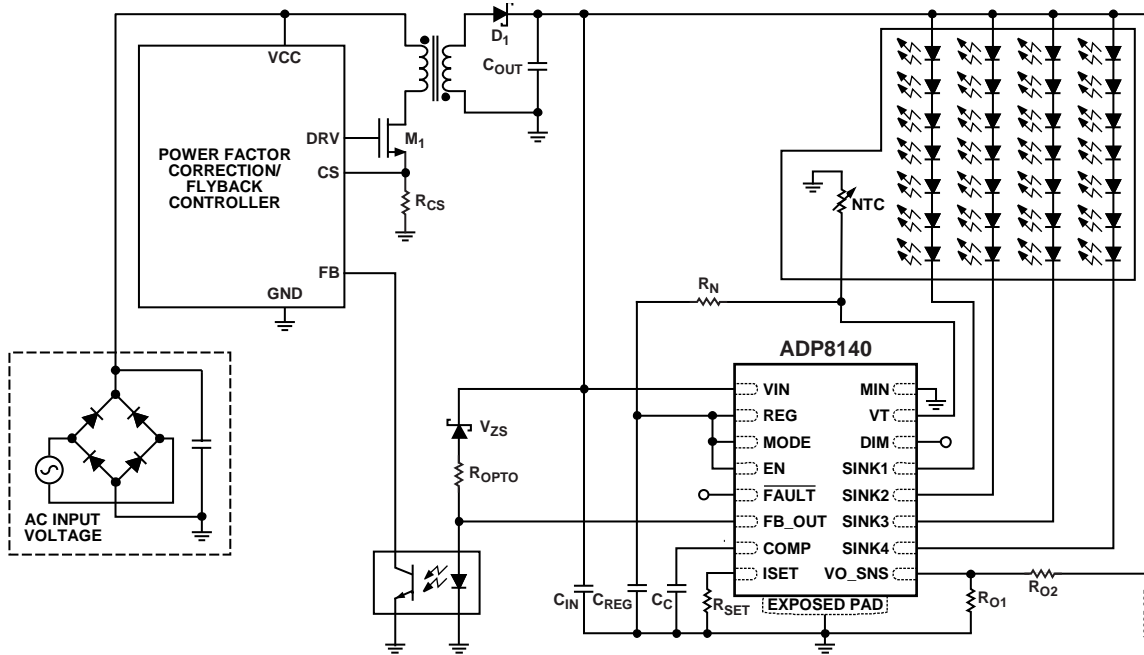 VCC
D1
COUT
DRV
M1
POWER FACTOR
CORRECTION/
FLYBACK
CONTROLLER
CS
RCS
NTC
FB
GND
RN
ADP8140
VIN
MIN
REG
VT
VZS
MODE
DIM
ROPTO
EN
SINK1
FAULT
SINK2
AC INPUT
VOLTAGE
FB_OUT
SINK3
COMP
SINK4
ISET
VO_SNS
CIN
CREG
CC
RSET
EXPOSED PAD
RO1
RO2